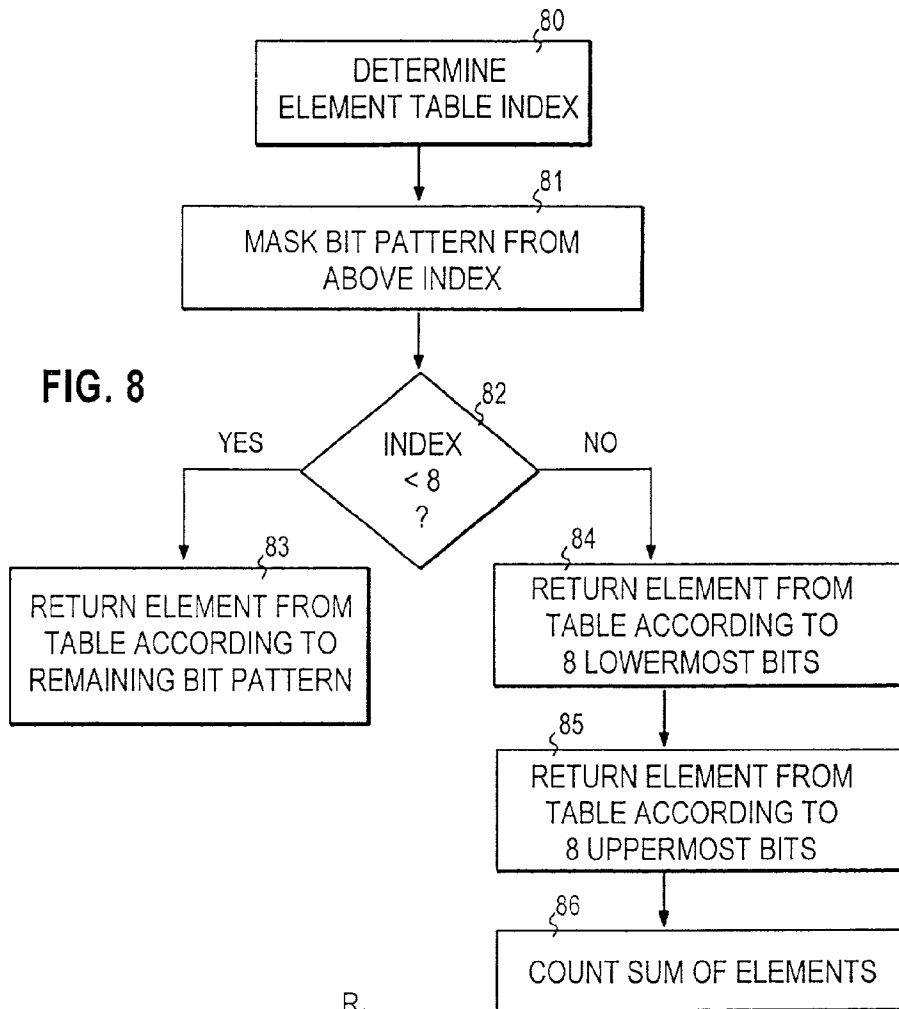 80
DETERMINE
ELEMENT TABLE INDEX
81
MASK BIT PATTERN FROM
ABOVE INDEX
FIG. 8
82
YES
INDEX
< 8
?
NO
83
RETURN ELEMENT FROM
TABLE ACCORDING TO
REMAINING BIT PATTERN
84
RETURN ELEMENT FROM
TABLE ACCORDING TO
8 LOWERMOST BITS
85
RETURN ELEMENT FROM
TABLE ACCORDING TO
8 UPPERMOST BITS
86
COUNT SUM OF ELEMENTS
R.